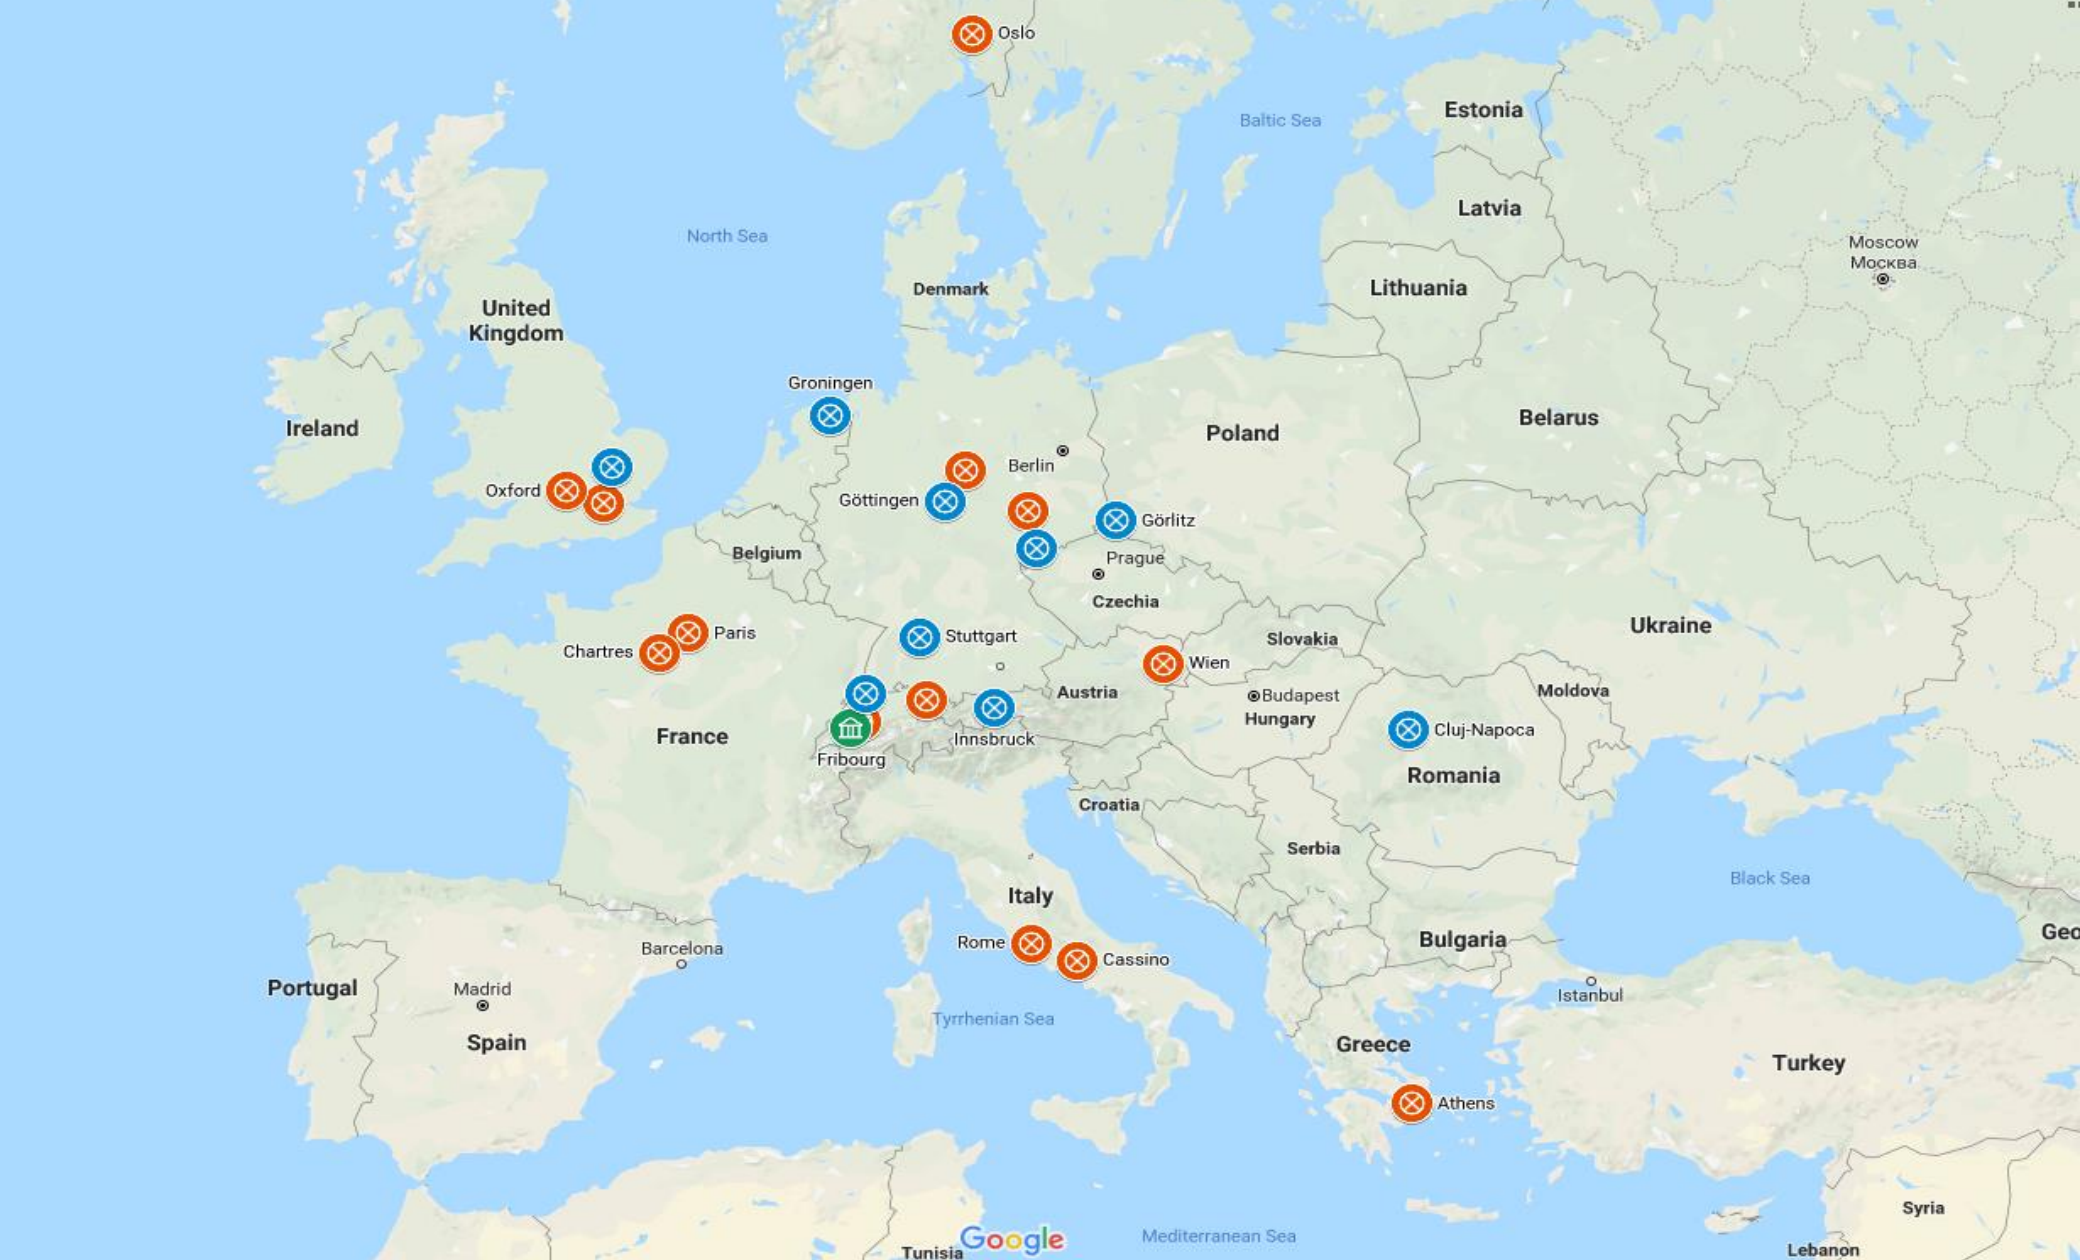 Oslo
Estonia
Baltic Sea
Latvia
North Sea
Moscow
Москва
Denmark
Lithuania
United
Kingdom
Groningen
Ireland
Poland
Belarus
Berlin
Oxford
Göttingen
Görlitz
Belgium
Prague
Czechia
Ukraine
Paris
Stuttgart
Slovakia
Chartres
Wien
Austria
Moldova
Budapest
Hungary
France
Innsbruck
Cluj-Napoca
Fribourg
Romania
Croatia
Serbia
Black Sea
Italy
Geo
Rome
Bulgaria
Barcelona
Cassino
Portugal
Madrid
Istanbul
Tyrrhenian Sea
Spain
Greece
Turkey
Athens
Syria
Google
Mediterranean Sea
Tunisia
Lebanon